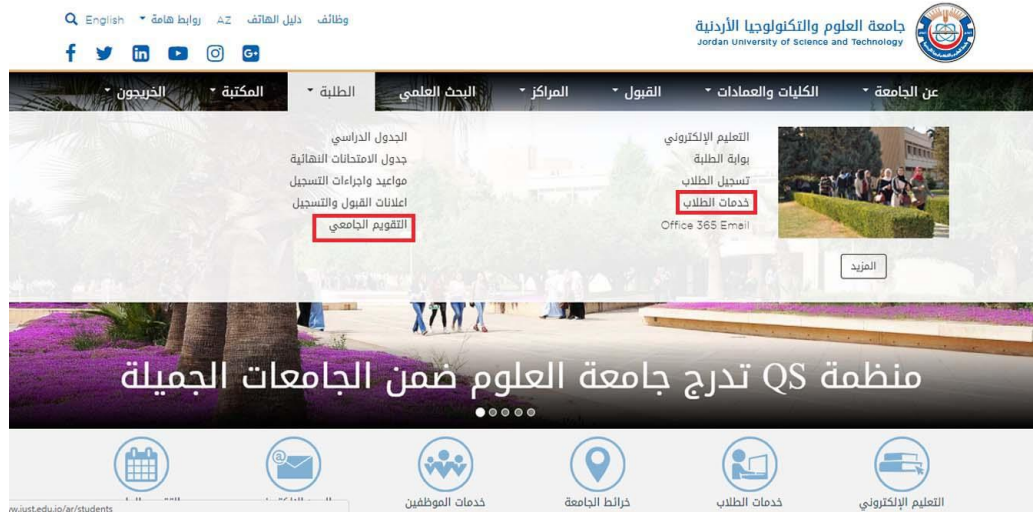 جامعة العلوم والتكنولوجيا الأردنية
Jordan University of Science and Technology
وظائف دليل الهاتف AZ روابط هامة English
عن الجامعة الكليات والعمادات القبول المراكز البحث العلمي الطلبة المكتبة الخريجون
التعليم الإلكتروني
بوابة الطلبة
تسجيل الطلاب
خدمات الطلاب
Office 365 Email
الجدول الدراسي
جدول الامتحانات النهائية
مواعيد واجراءات التسجيل
اعلانات القبول والتسجيل
التقويم الجامعي
المزيد
منظمة QS تدرج جامعة العلوم ضمن الجامعات الجميلة
التعليم الإلكتروني
خدمات الطلاب
خرائط الجامعة
خدمات الموظفين
w.just.edu.jo/ar/students